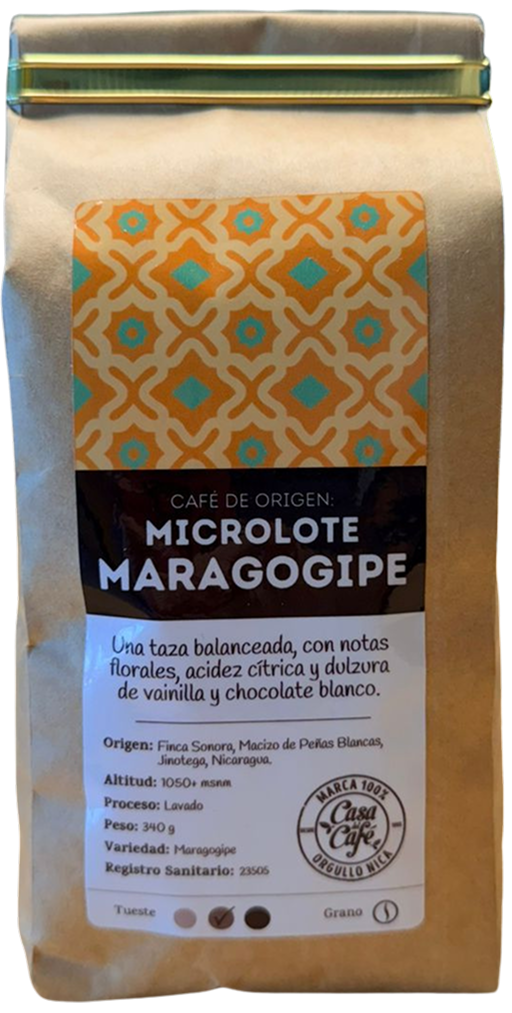 CAFÉ DE ORIGEN:
MICROLOTE
MARAGOGIPE
Una taza balanceada, con notas
florales, acidez cítrica y dulzura
de vainilla y chocolate blanco.
Origen: Finca Sonora, Macizo de Peñas Blancas,
Jinotega, Nicaragua.
Altitud: 1050+ msnm
Proceso: Lavado
Peso: 340 g
Variedad: Maragogipe
Registro Sanitario: 23505
MARCA 100%
Casa
del
Café
ORGULLO NICA
Tueste
Grano